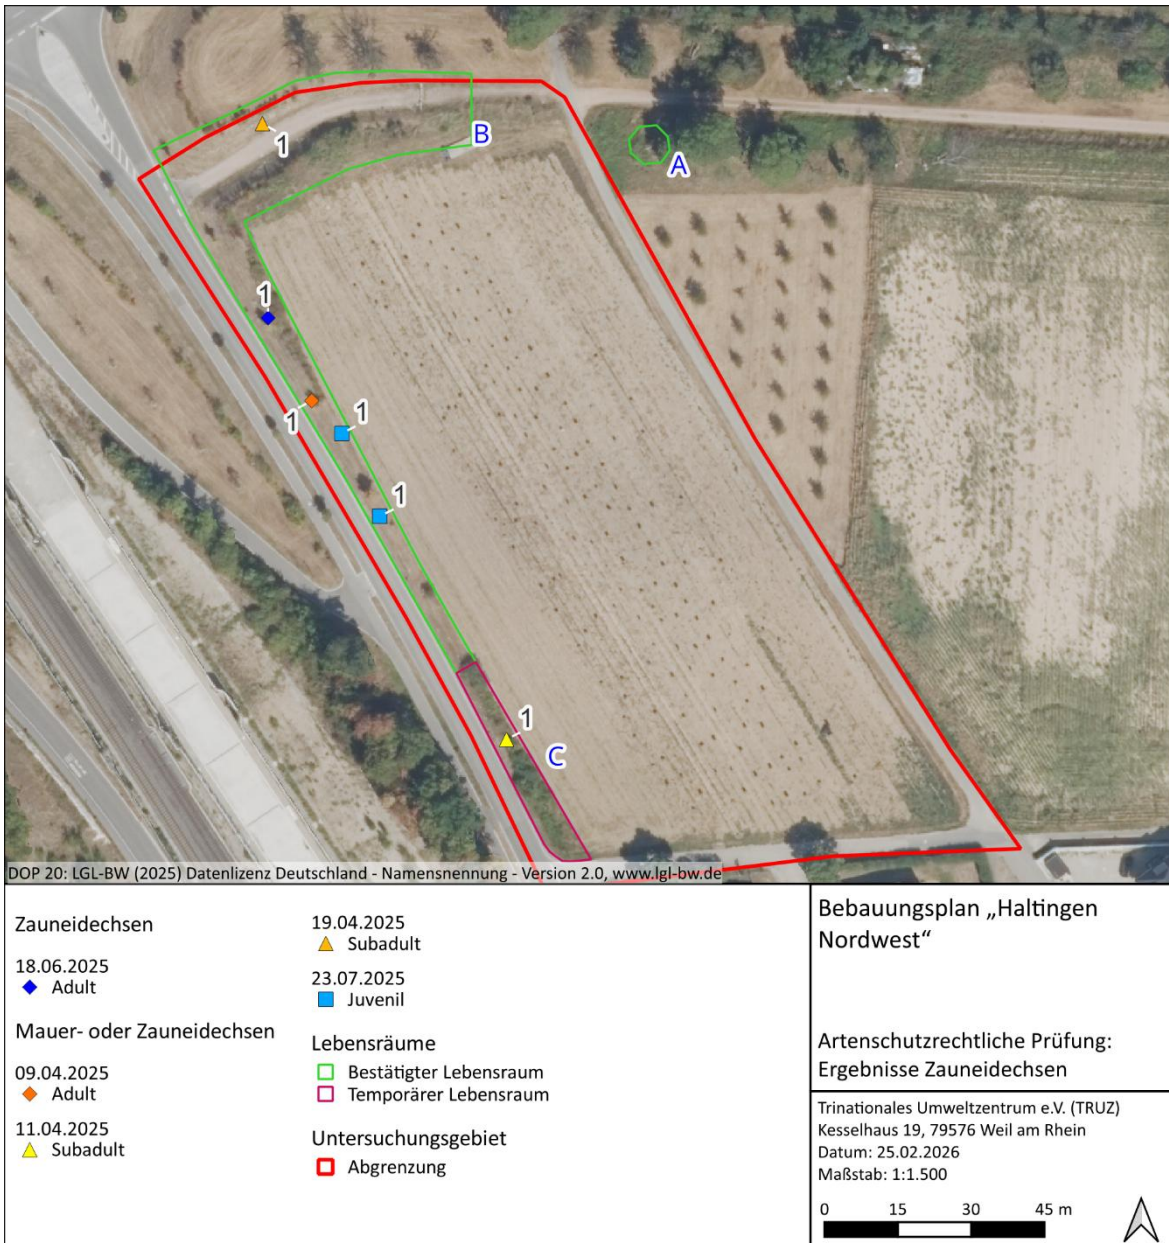 B
A
1
1
1
1
1
1
C
DOP 20: LGL-BW (2025) Datenlizenz Deutschland - Namensnennung - Version 2.0, www.lgl-bw.de
Zauneidechsen
18.06.2025
Adult
Mauer- oder Zauneidechsen
09.04.2025
Adult
11.04.2025
Subadult
19.04.2025
Subadult
23.07.2025
Juvenil
Lebensräume
Bestätigter Lebensraum
Temporärer Lebensraum
Untersuchungsgebiet
Abgrenzung
Bebauungsplan „Haltingen
Nordwest“
Artenschutzrechtliche Prüfung:
Ergebnisse Zauneidechsen
Trinationales Umweltzentrum e.V. (TRUZ)
Kesselhaus 19, 79576 Weil am Rhein
Datum: 25.02.2026
Maßstab: 1:1.500
0 15 30 45 m